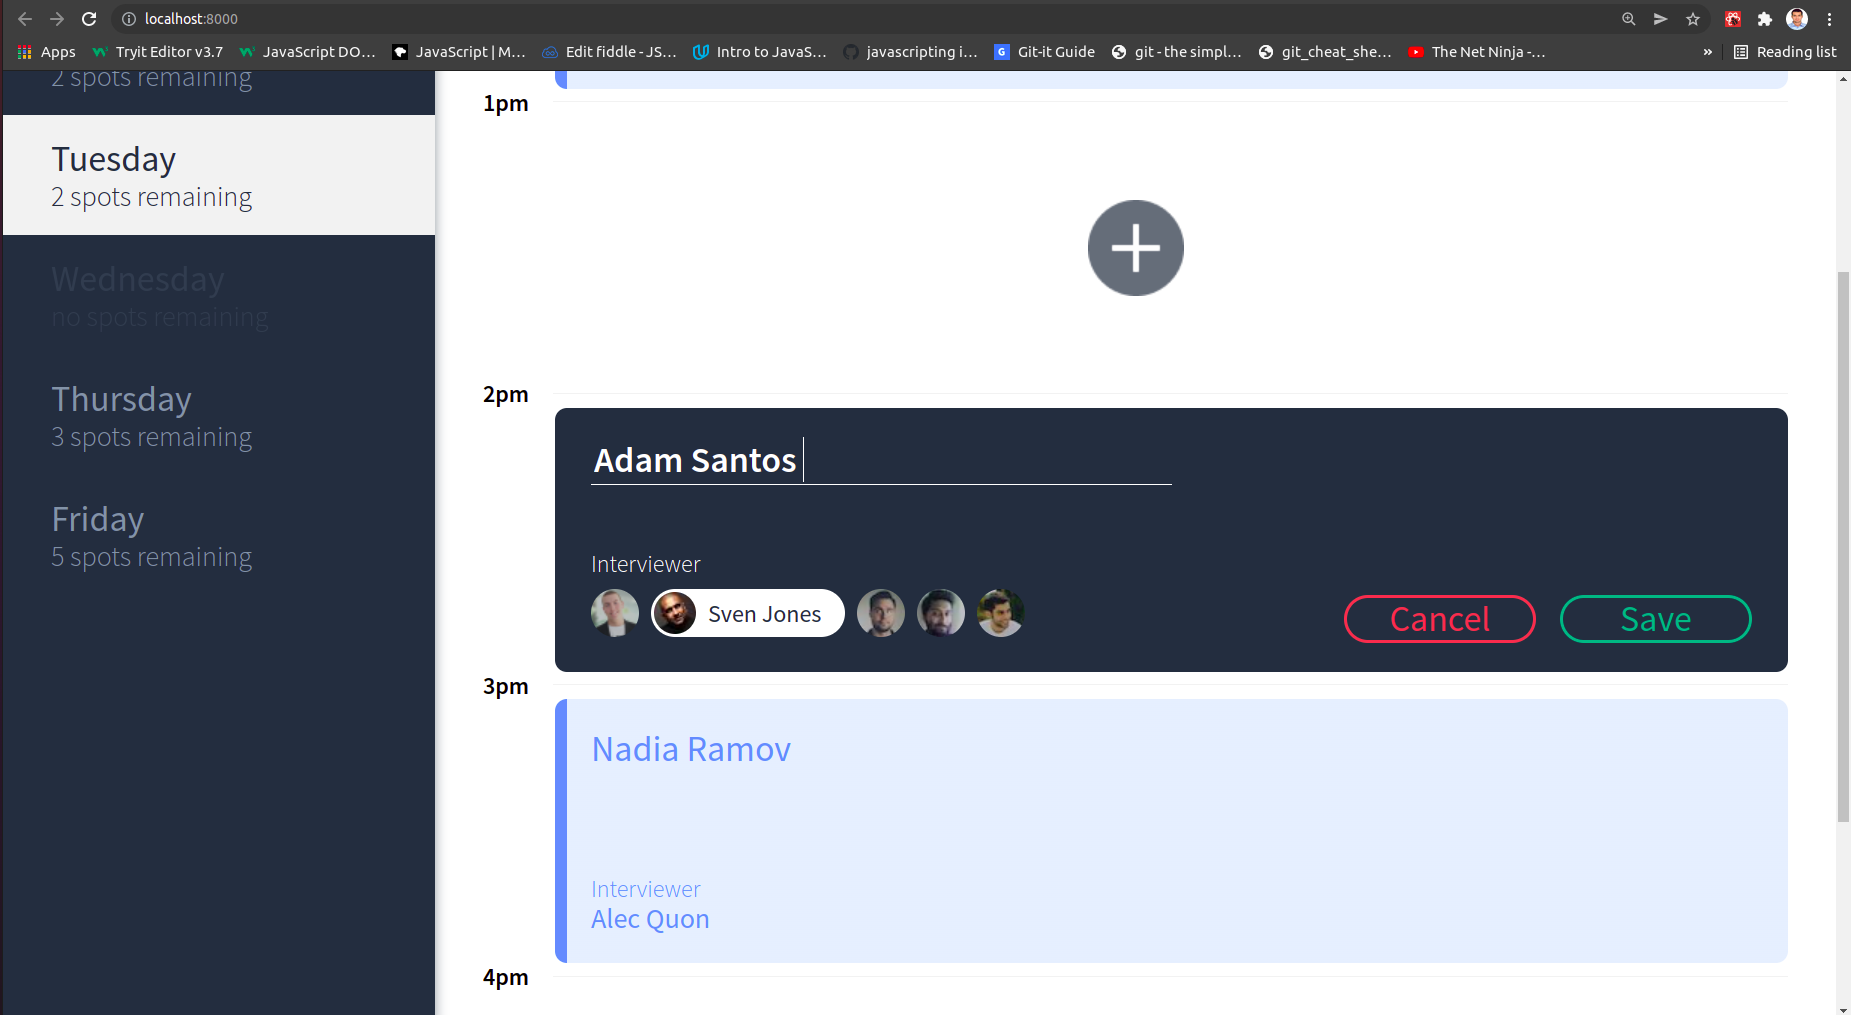 localhost:8000
Apps
Tryit Editor v3.7
JavaScript DO...
JavaScript | M...
Edit fiddle - JS...
Intro to JavaS...
javascripting i...
Git-it Guide
git - the simpl...
git_cheat_she...
The Net Ninja -...
»
Reading list
2 spots remaining
Tuesday
2 spots remaining
Wednesday
no spots remaining
Thursday
3 spots remaining
Friday
5 spots remaining
1pm
2pm
Adam Santos
Interviewer
Sven Jones
Cancel
Save
3pm
Nadia Ramov
Interviewer
Alec Quon
4pm